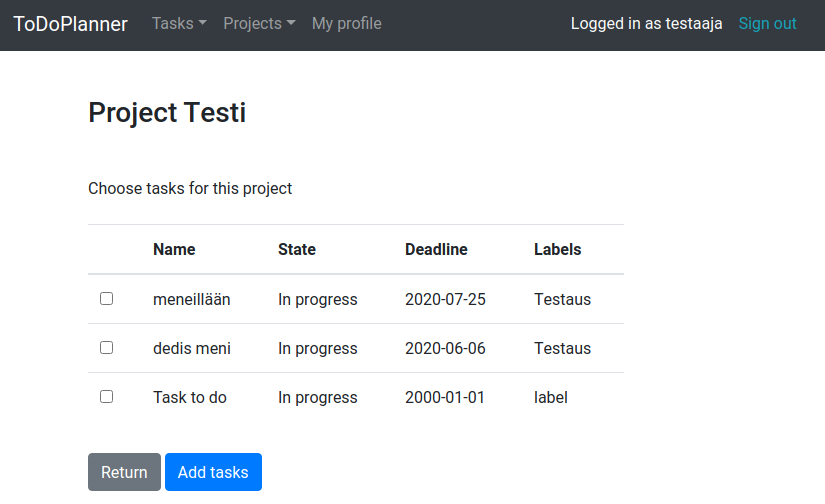 ToDoPlanner Tasks Projects My profile Logged in as testaaja Sign out
Project Testi
Choose tasks for this project
Name State Deadline Labels
meneillään In progress 2020-07-25 Testaus
dedis meni In progress 2020-06-06 Testaus
Task to do In progress 2000-01-01 label
Return Add tasks